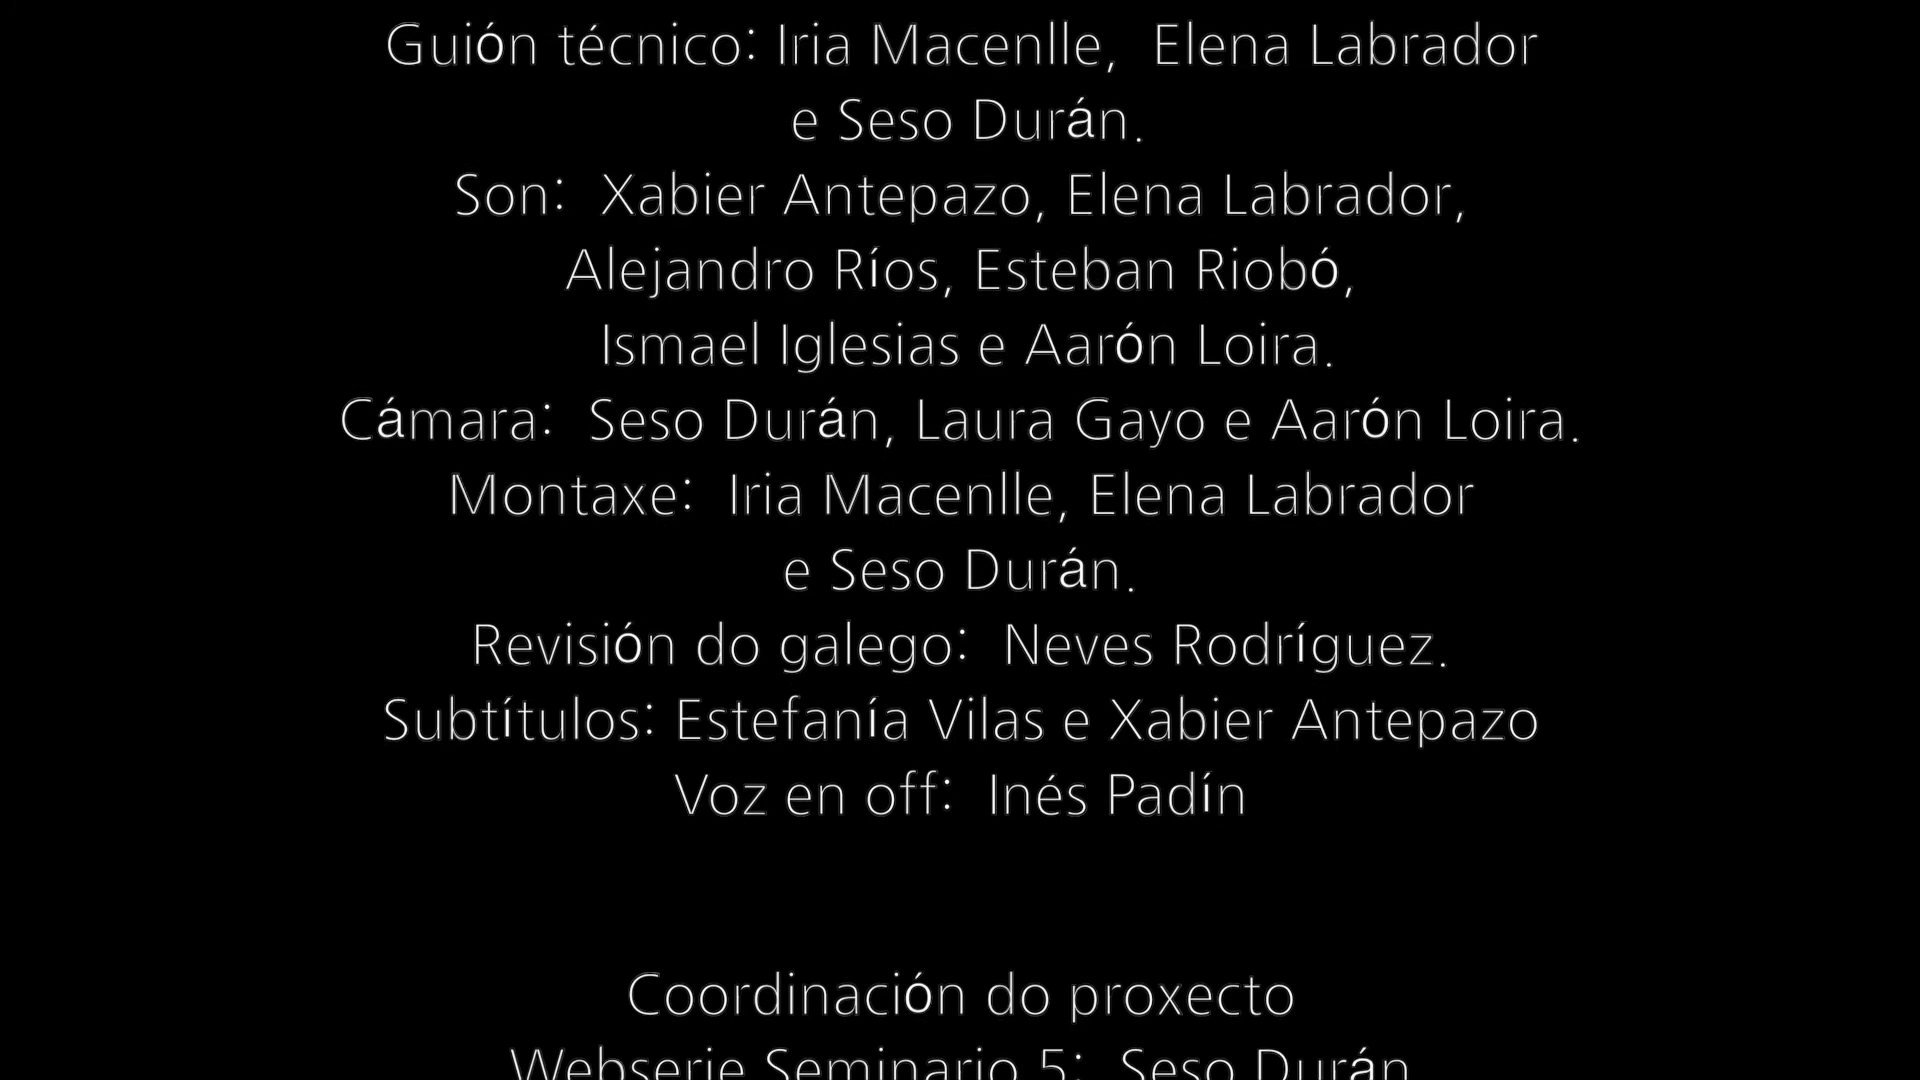 Guión técnico: Iria Macenlle,  Elena Labrador
e Seso Durán.
Son:  Xabier Antepazo, Elena Labrador,
Alejandro Ríos, Esteban Riobó,
Ismael Iglesias e Aarón Loira.
Cámara:  Seso Durán, Laura Gayo e Aarón Loira.
Montaxe:  Iria Macenlle, Elena Labrador
e Seso Durán.
Revisión do galego:  Neves Rodríguez.
Subtítulos: Estefanía Vilas e Xabier Antepazo
Voz en off:  Inés Padín
Coordinación do proxecto
Webserie Seminario 5:  Seso Durán